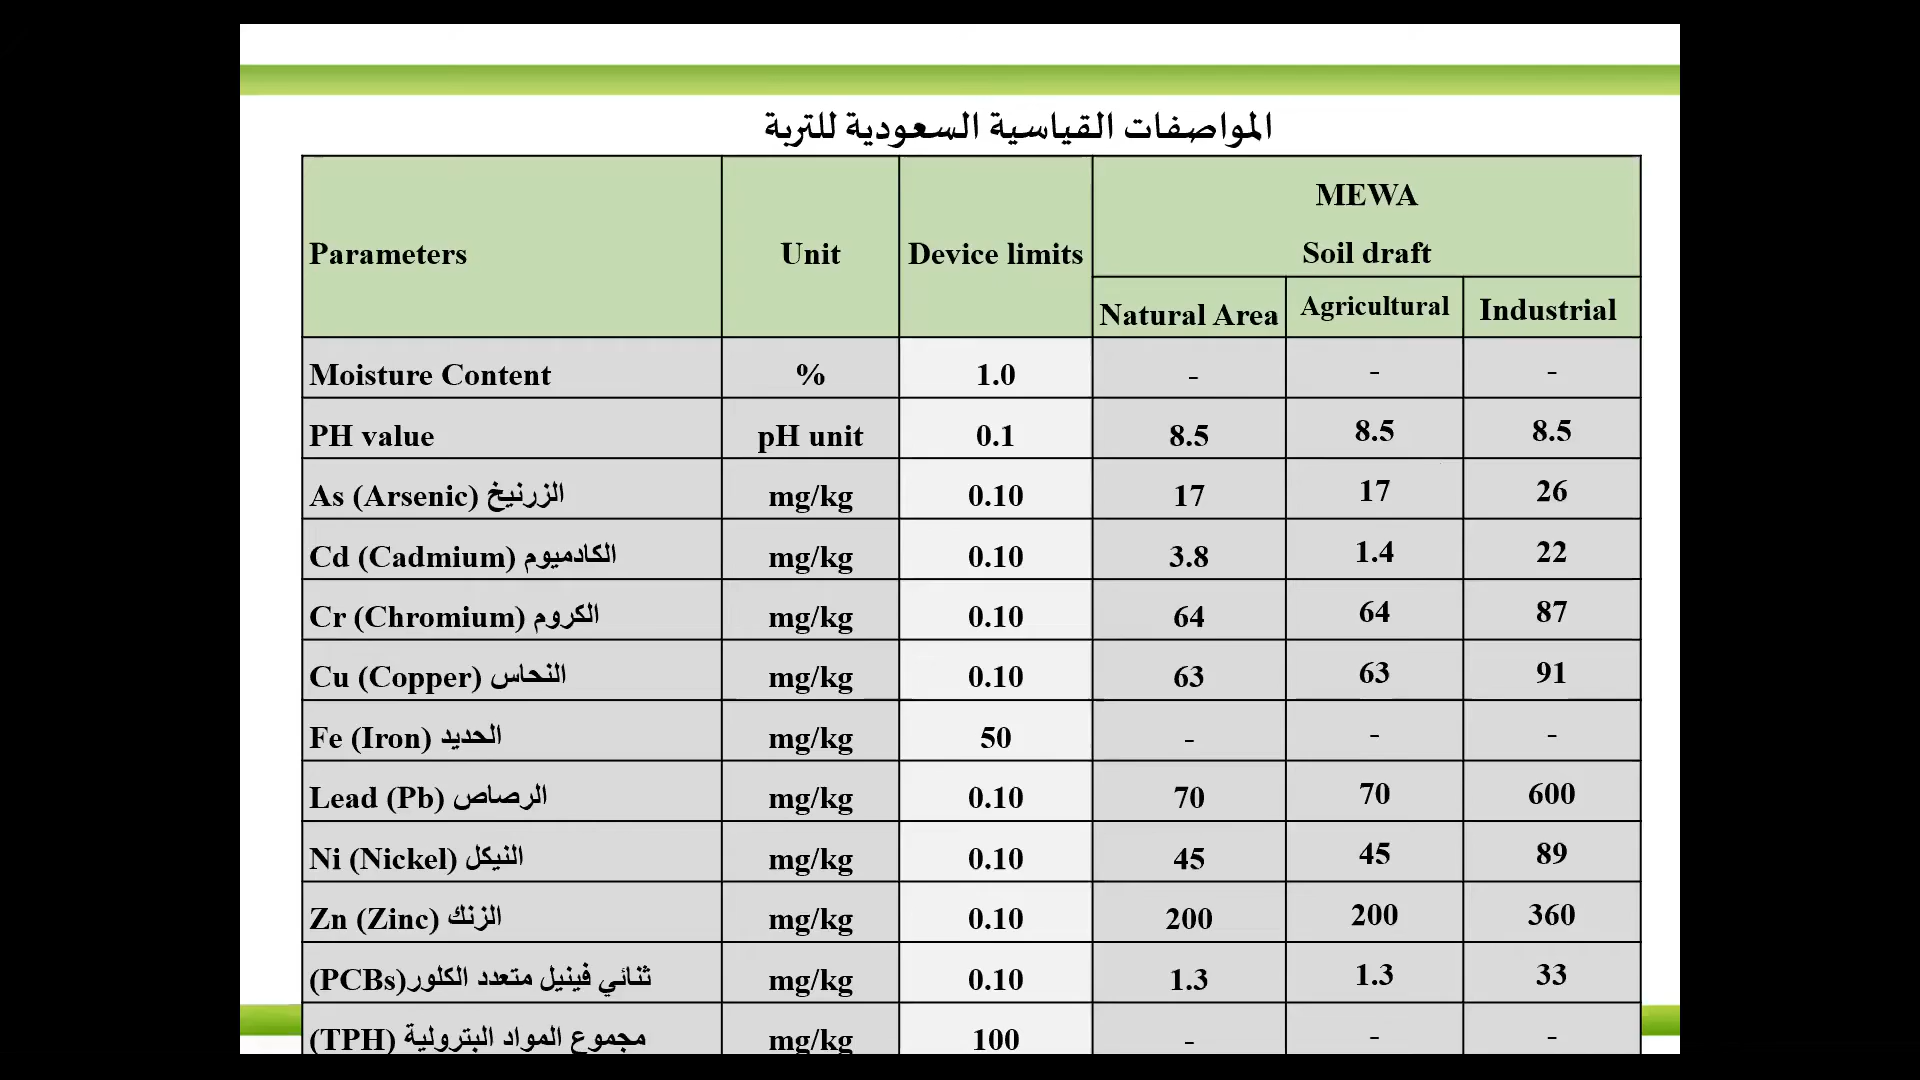 المواصفات القياسية السعودية للتربة
Parameters Unit Device limits MEWA
Soil draft
Natural Area Agricultural Industrial
Moisture Content % 1.0 - - -
PH value pH unit 0.1 8.5 8.5 8.5
As (Arsenic) الزرنيخ mg/kg 0.10 17 17 26
Cd (Cadmium) الكادميوم mg/kg 0.10 3.8 1.4 22
Cr (Chromium) الكروم mg/kg 0.10 64 64 87
Cu (Copper) النحاس mg/kg 0.10 63 63 91
Fe (Iron) الحديد mg/kg 50 - - -
Lead (Pb) الرصاص mg/kg 0.10 70 70 600
Ni (Nickel) النيكل mg/kg 0.10 45 45 89
Zn (Zinc) الزنك mg/kg 0.10 200 200 360
(PCBs)ثنائي فينيل متعدد الكلور mg/kg 0.10 1.3 1.3 33
(TPH) مجموع المواد البترولية mg/kg 100 - - -